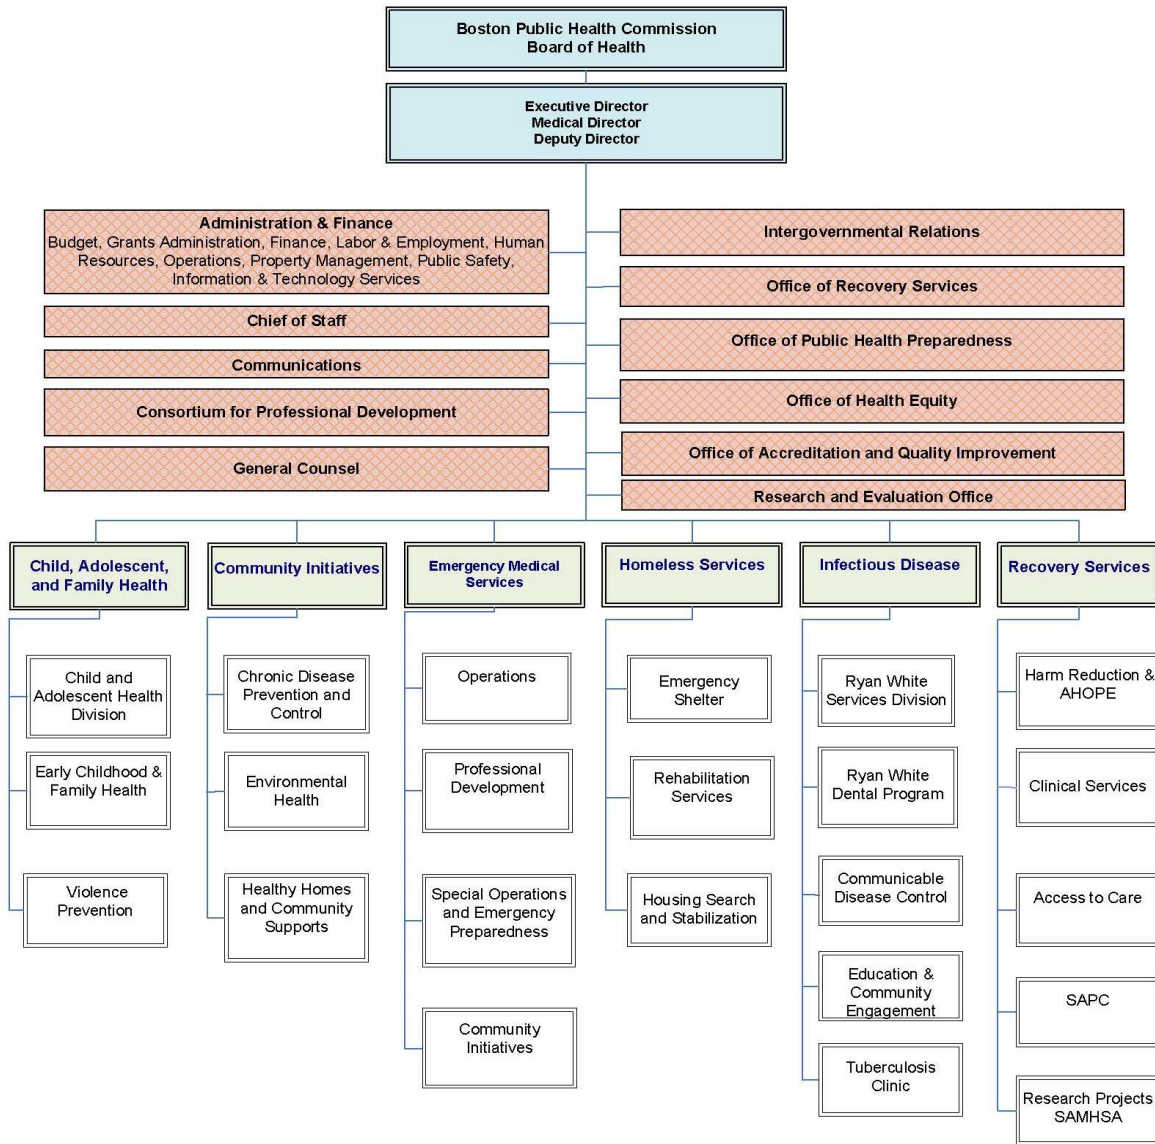 Boston Public Health Commission
Board of Health
Executive Director
Medical Director
Deputy Director
Administration & Finance
Budget, Grants Administration, Finance, Labor & Employment, Human
Resources, Operations, Property Management, Public Safety,
Information & Technology Services
Chief of Staff
Communications
Consortium for Professional Development
General Counsel
Intergovernmental Relations
Office of Recovery Services
Office of Public Health Preparedness
Office of Health Equity
Office of Accreditation and Quality Improvement
Research and Evaluation Office
Child, Adolescent,
and Family Health
Child and
Adolescent Health
Division
Early Childhood &
Family Health
Violence
Prevention
Community Initiatives
Chronic Disease
Prevention and
Control
Environmental
Health
Healthy Homes
and Community
Supports
Emergency Medical
Services
Operations
Professional
Development
Special Operations
and Emergency
Preparedness
Community
Initiatives
Homeless Services
Emergency
Shelter
Rehabilitation
Services
Housing Search
and Stabilization
Infectious Disease
Ryan White
Services Division
Ryan White
Dental Program
Communicable
Disease Control
Education &
Community
Engagement
Tuberculosis
Clinic
Recovery Services
Harm Reduction &
AHOPE
Clinical Services
Access to Care
SAPC
Research Projects
SAMHSA